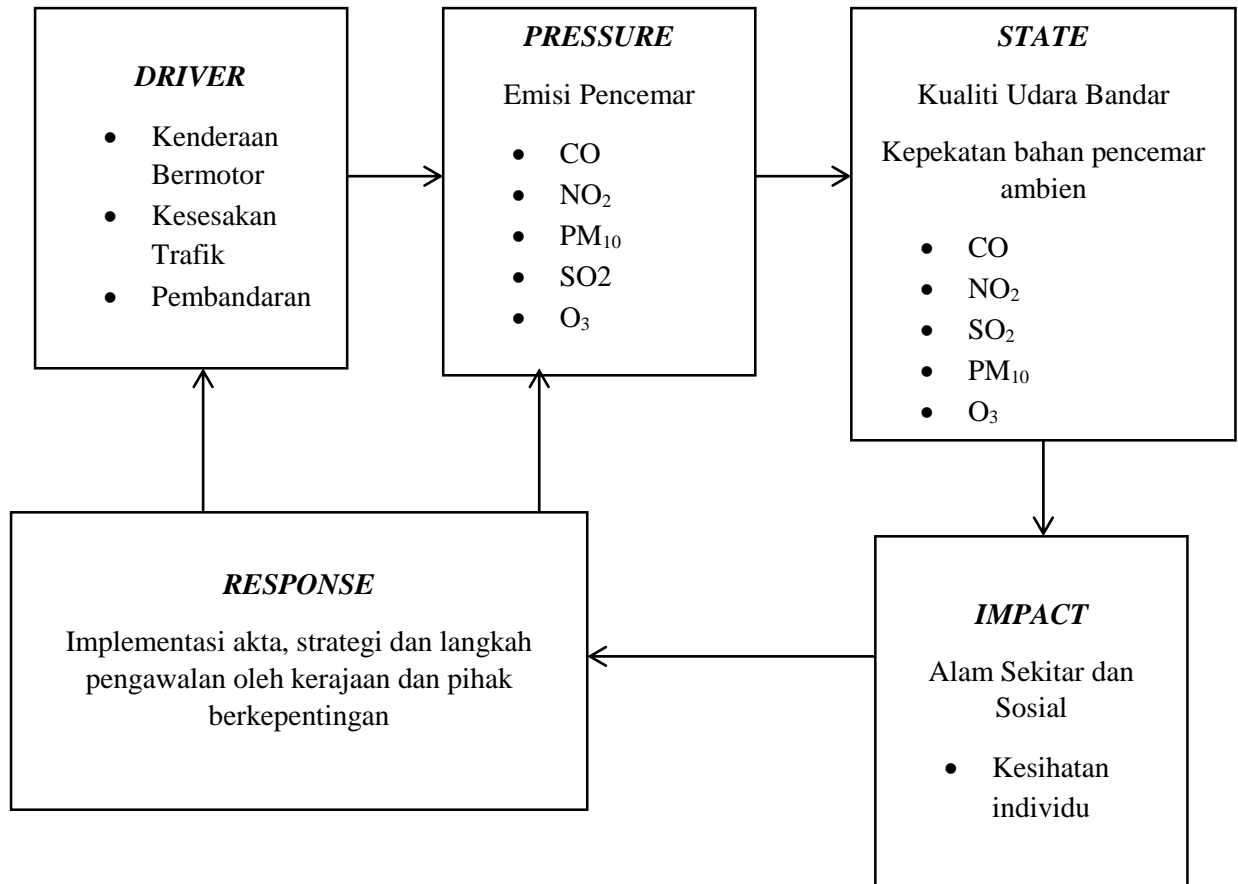 DRIVER
• Kenderaan
Bermotor
• Kesesakan
Trafik
• Pembandaran
PRESSURE
Emisi Pencemar
• CO
• NO₂
• PM₁₀
• SO2
• O₃
STATE
Kualiti Udara Bandar
Kepekatan bahan pencemar
ambien
• CO
• NO₂
• SO₂
• PM₁₀
• O₃
RESPONSE
Implementasi akta, strategi dan langkah
pengawalan oleh kerajaan dan pihak
berkepentingan
IMPACT
Alam Sekitar dan
Sosial
• Kesihatan
individu